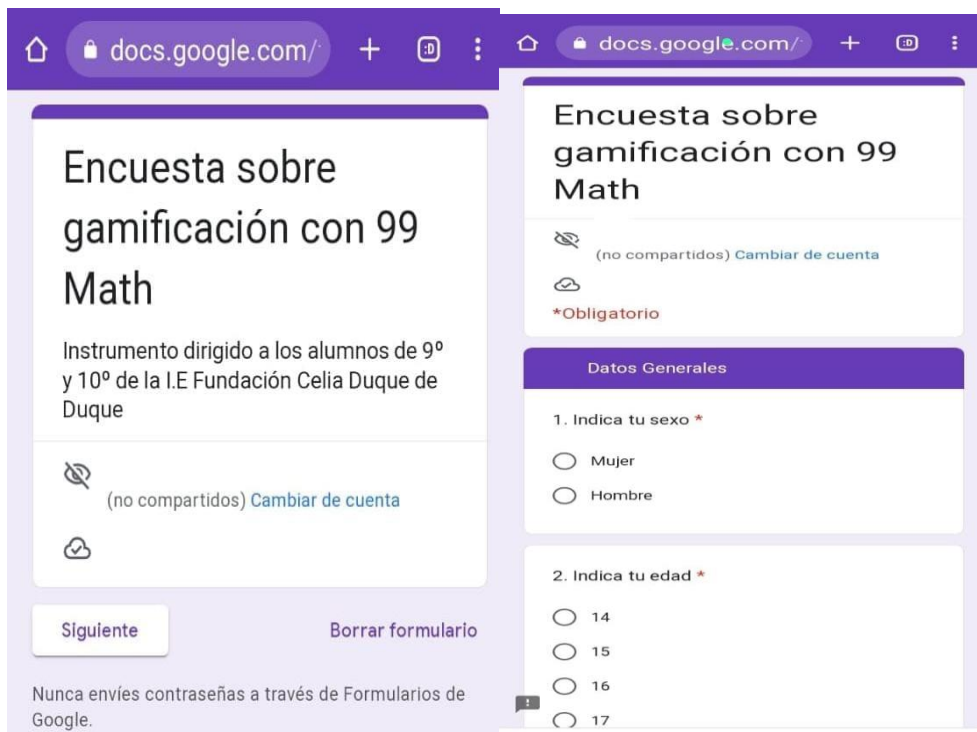 docs.google.com/
Encuesta sobre
gamificación con 99
Math
Instrumento dirigido a los alumnos de 9º
y 10º de la I.E Fundación Celia Duque de
Duque
(no compartidos) Cambiar de cuenta
Siguiente
Borrar formulario
Nunca envíes contraseñas a través de Formularios de
Google.
docs.google.com/
Encuesta sobre
gamificación con 99
Math
(no compartidos) Cambiar de cuenta
*Obligatorio
Datos Generales
1. Indica tu sexo *
Mujer
Hombre
2. Indica tu edad *
14
15
16
17